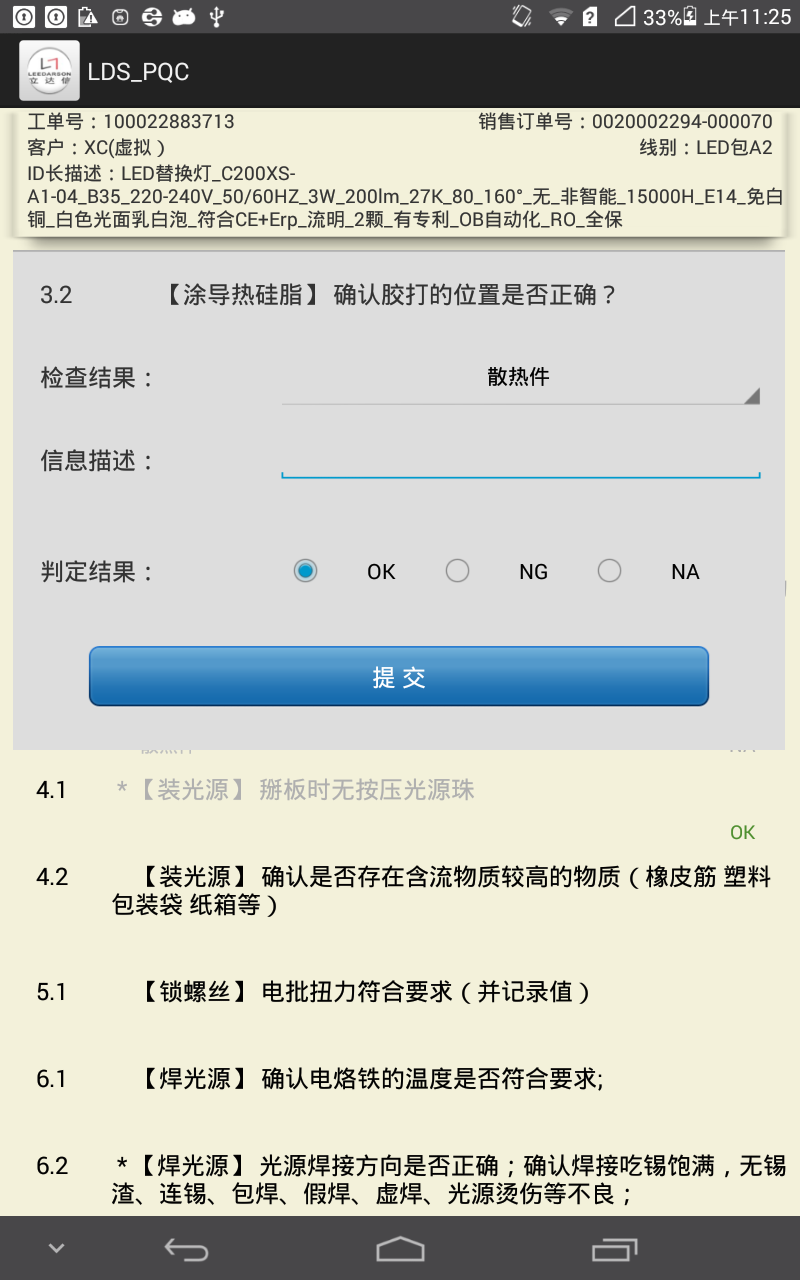 33% 上午11:25
LEEDARSON
立 达 信
LDS_PQC
工单号：100022883713 销售订单号：0020002294-000070
客户：XC(虚拟） 线别：LED包A2
ID长描述：LED替换灯_C200XS-
A1-04_B35_220-240V_50/60HZ_3W_200lm_27K_80_160°_无_非智能_15000H_E14_免白
铜_白色光面乳白泡_符合CE+Erp_流明_2颗_有专利_OB自动化_RO_全保
3.2 【涂导热硅脂】确认胶打的位置是否正确？
检查结果： 散热件
信息描述：
判定结果： OK NG NA
提 交
4.1 *【装光源】掰板时无按压光源珠
OK
4.2 【装光源】确认是否存在含流物质较高的物质（橡皮筋 塑料
包装袋 纸箱等）
5.1 【锁螺丝】电批扭力符合要求（并记录值）
6.1 【焊光源】确认电烙铁的温度是否符合要求;
6.2 *【焊光源】光源焊接方向是否正确；确认焊接吃锡饱满，无锡
渣、连锡、包焊、假焊、虚焊、光源烫伤等不良；